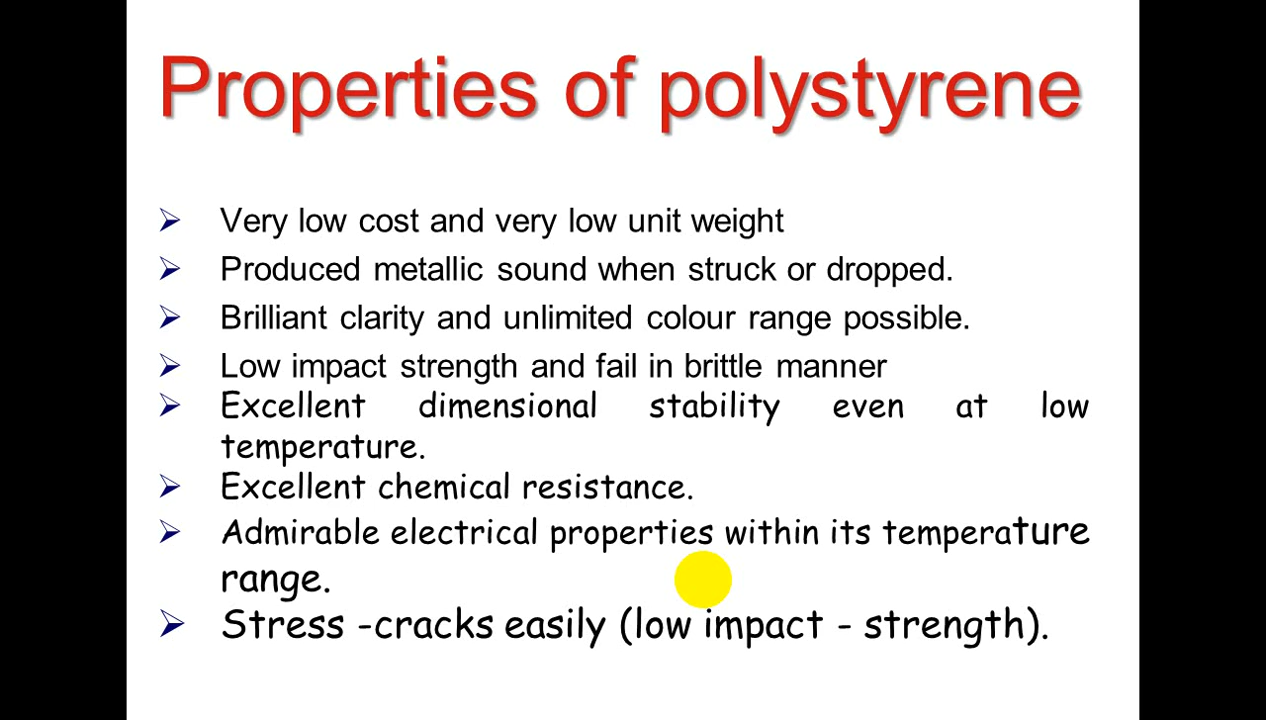 Properties of polystyrene
Very low cost and very low unit weight
Produced metallic sound when struck or dropped.
Brilliant clarity and unlimited colour range possible.
Low impact strength and fail in brittle manner
Excellent dimensional stability even at low
temperature.
Excellent chemical resistance.
Admirable electrical properties within its temperature
range.
Stress -cracks easily (low impact - strength).